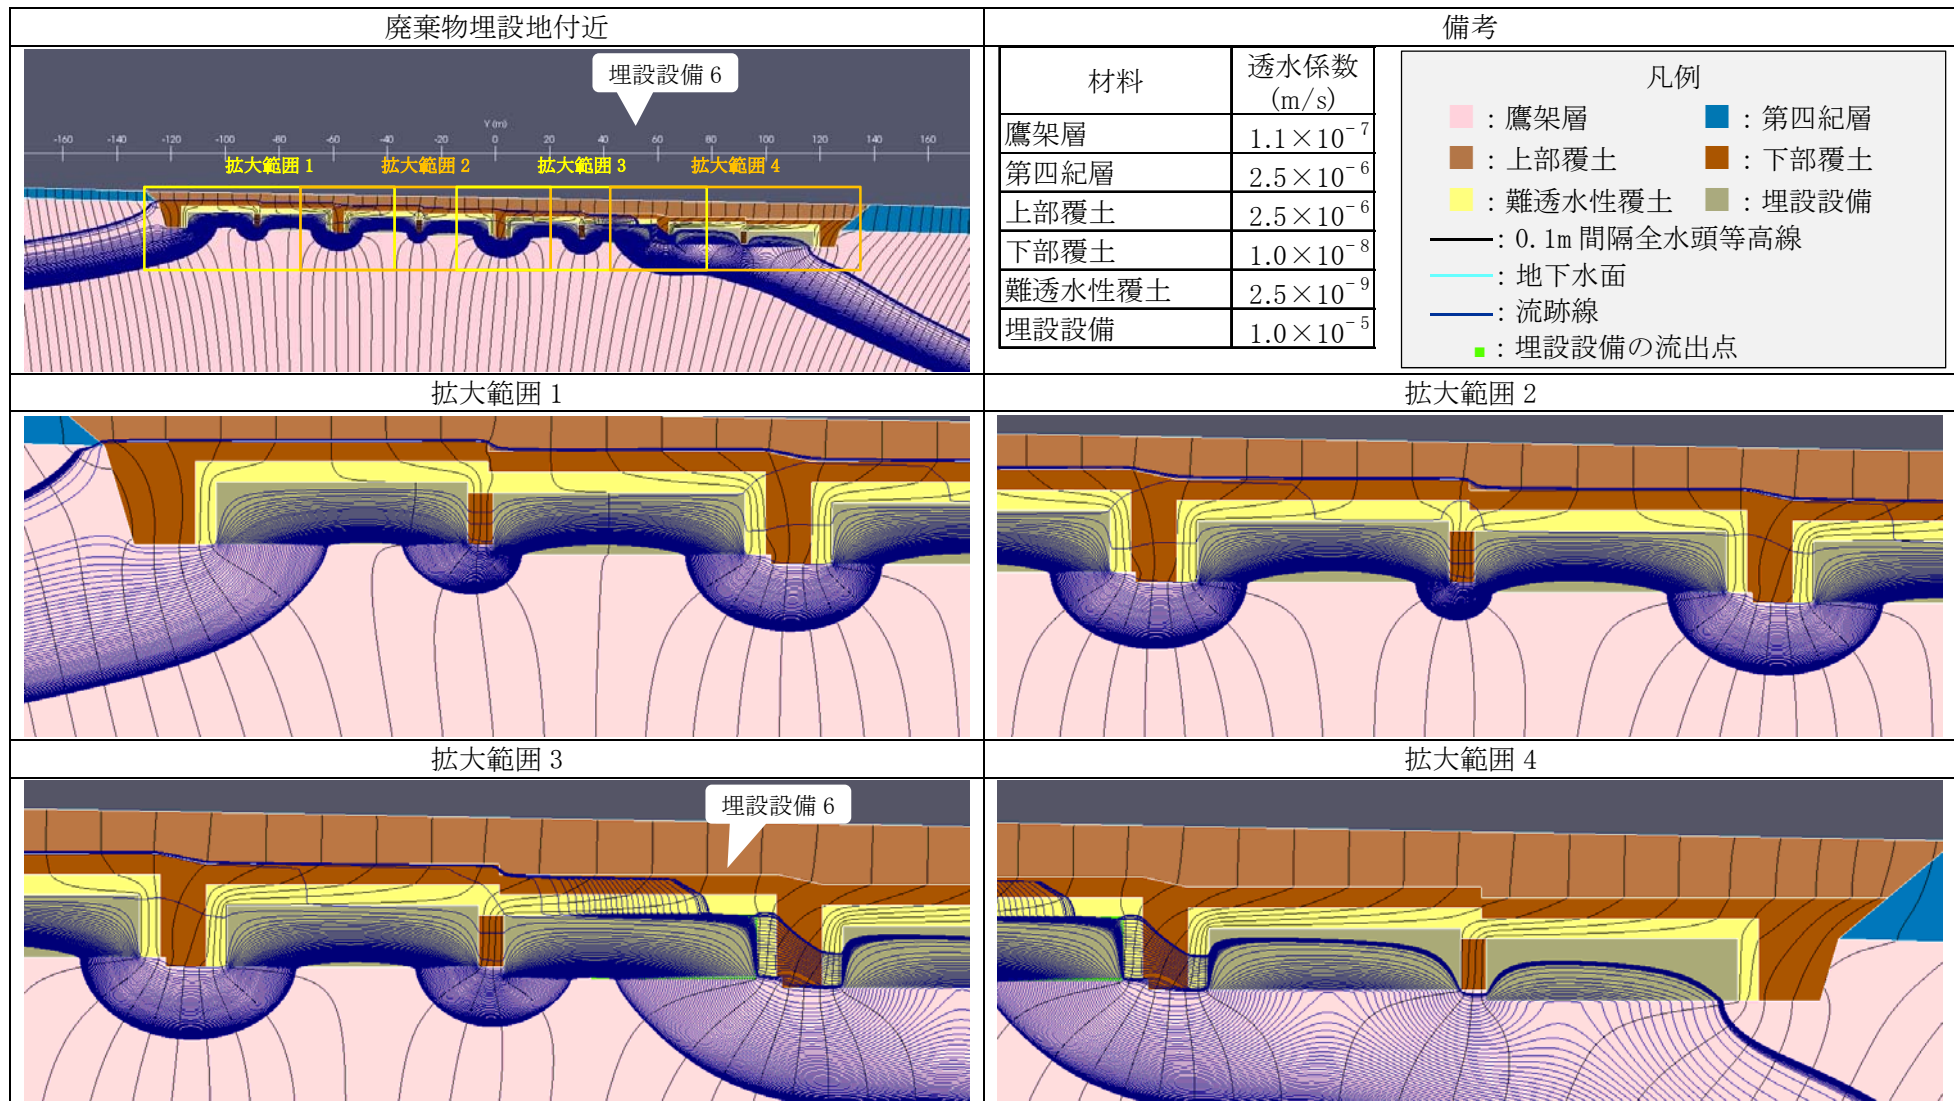 廃棄物埋設地付近
備考
埋設設備 6
Y (m)
-160 -140 -120 -100 -80 -60 -40 -20 0 20 40 60 80 100 120 140 160
拡大範囲 1 拡大範囲 2 拡大範囲 3 拡大範囲 4
材料 透水係数
(m/s)
鷹架層 1.1×10⁻⁷
第四紀層 2.5×10⁻⁶
上部覆土 2.5×10⁻⁶
下部覆土 1.0×10⁻⁸
難透水性覆土 2.5×10⁻⁹
埋設設備 1.0×10⁻⁵
凡例
：鷹架層 ：第四紀層
：上部覆土 ：下部覆土
：難透水性覆土 ：埋設設備
：0.1m 間隔全水頭等高線
：地下水面
：流跡線
：埋設設備の流出点
拡大範囲 1
拡大範囲 2
拡大範囲 3
拡大範囲 4
埋設設備 6